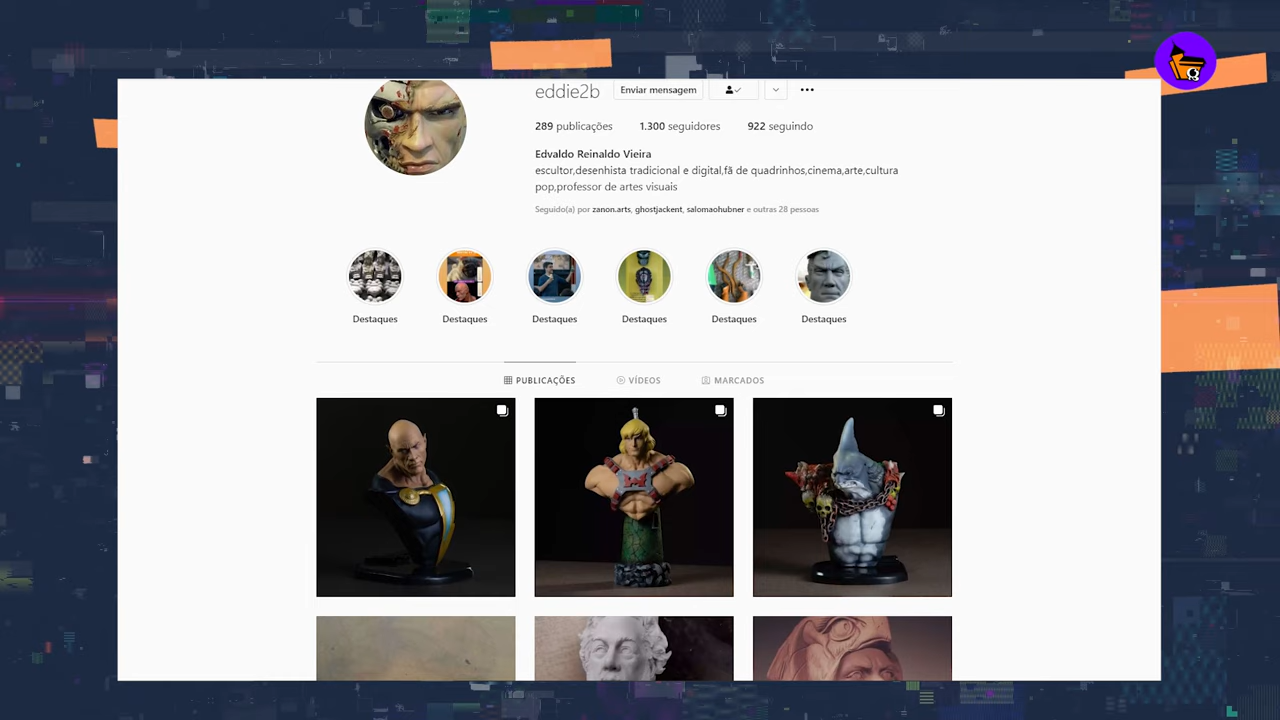 eddie2b Enviar mensagem
289 publicações 1.300 seguidores 922 seguindo
Edvaldo Reinaldo Vieira
escultor,desenhista tradicional e digital,fã de quadrinhos,cinema,arte,cultura
pop,professor de artes visuais
Seguido(a) por zanon.arts, ghostjackent, salomaohubner e outras 28 pessoas
Destaques Destaques Destaques Destaques Destaques Destaques
PUBLICAÇÕES VÍDEOS MARCADOS